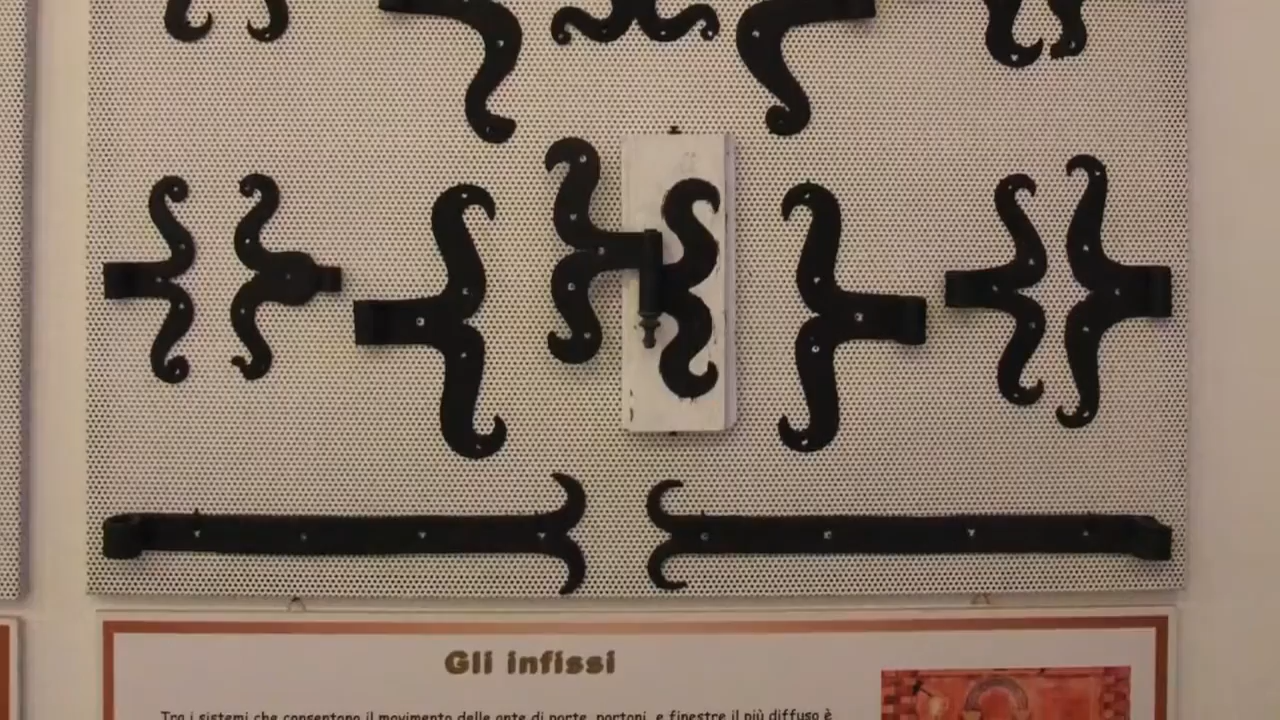 Gli infissi
Tra i sistemi che consentono il movimento delle ante di porte, portoni, e finestre il più diffuso è